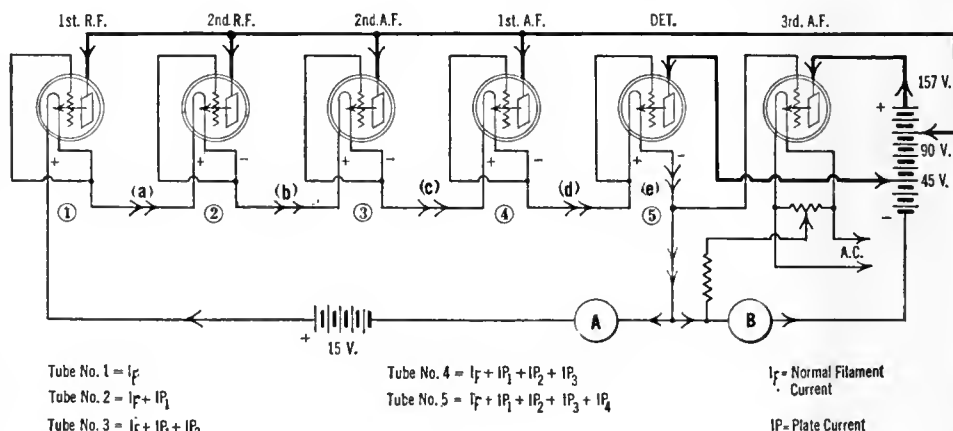 1st. R.F. 2nd. R.F. 2nd. A.F. 1st. A.F. DET. 3rd. A.F.
157 V.
+
90 V.
45 V.
-
+ + - + - + - + -
(a) (b) (c) (d) (e)
① ② ③ ④ ⑤
A.C.
A B
+ 15 V.
Tube No. 1 = IF
Tube No. 2 = IF + IP1
Tube No. 3 = IF + IP1 + IP2
Tube No. 4 = IF + IP1 + IP2 + IP3
Tube No. 5 = IF + IP1 + IP2 + IP3 + IP4
IF = Normal Filament
Current
IP = Plate Current